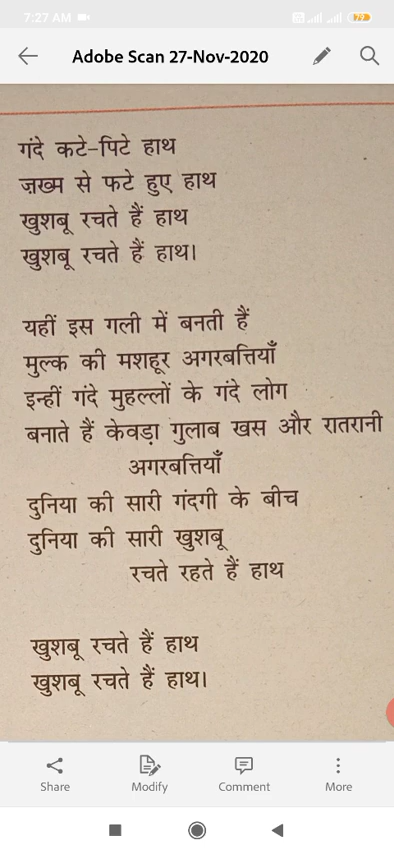 7:27 AM
79
Adobe Scan 27-Nov-2020
गंदे कटे-पिटे हाथ
ज़ख्म से फटे हुए हाथ
खुशबू रचते हैं हाथ
खुशबू रचते हैं हाथ।
यहीं इस गली में बनती हैं
मुल्क की मशहूर अगरबत्तियाँ
इन्हीं गंदे मुहल्लों के गंदे लोग
बनाते हैं केवड़ा गुलाब खस और रातरानी
अगरबत्तियाँ
दुनिया की सारी गंदगी के बीच
दुनिया की सारी खुशबू
रचते रहते हैं हाथ
खुशबू रचते हैं हाथ
खुशबू रचते हैं हाथ।
Share Modify Comment More